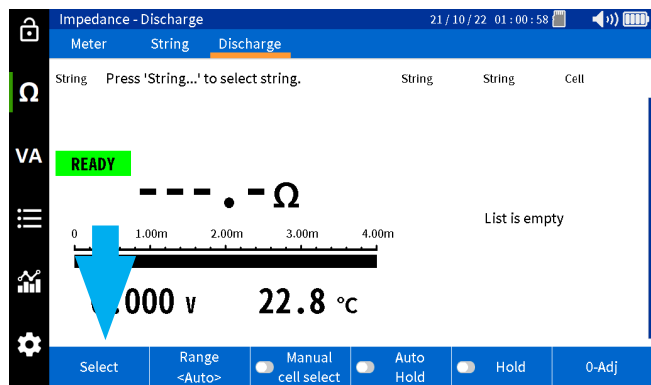 Impedance - Discharge 21/10/22 01:00:58
Meter String Discharge
String Press 'String...' to select string. String String Cell
Ω
VA
READY
---.-Ω
List is empty
0 1.00m 2.00m 3.00m 4.00m
.000 V 22.8 °C
Select Range <Auto> Manual cell select Auto Hold Hold 0-Adj